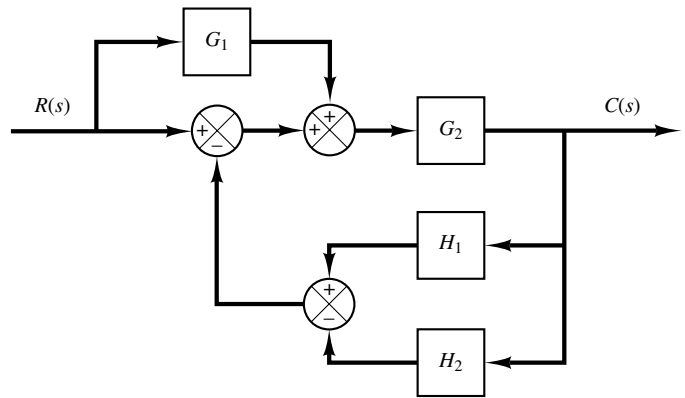 G₁
R(s)
C(s)
+
+
+
−
G₂
H₁
+
−
H₂